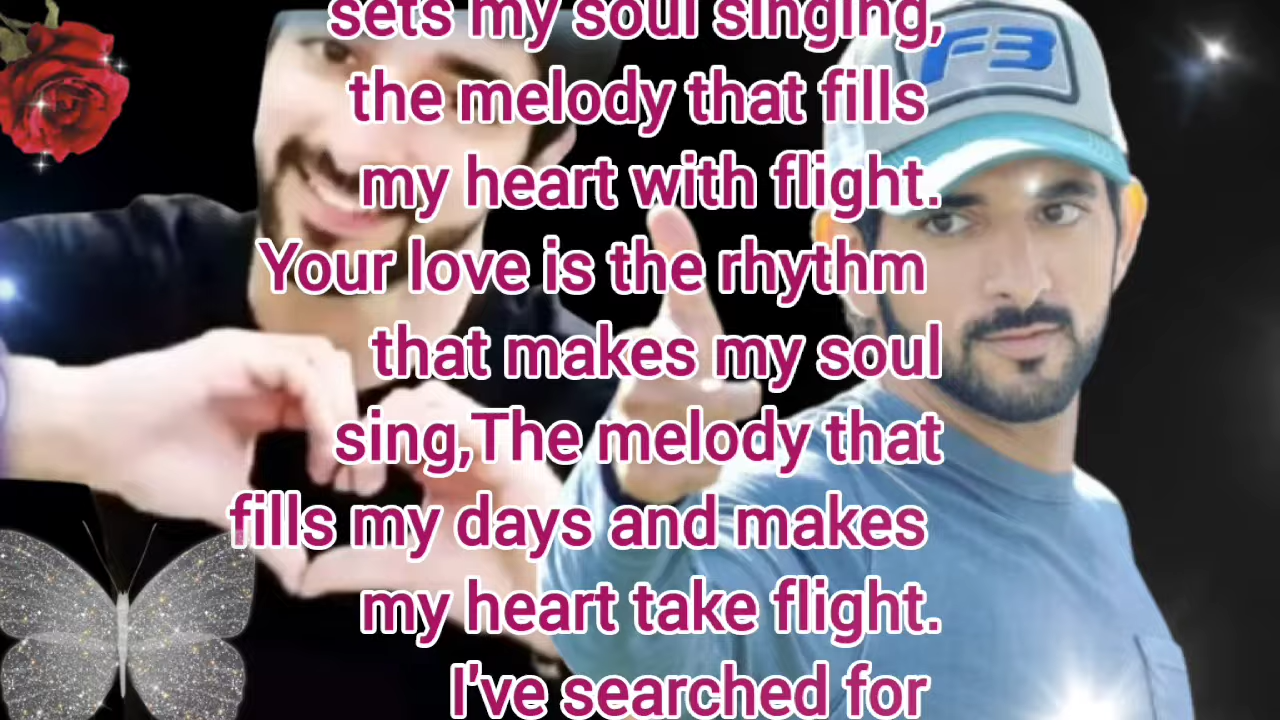 sets my soul singing,
the melody that fills
my heart with flight.
Your love is the rhythm
that makes my soul
sing,The melody that
fills my days and makes
my heart take flight.
I've searched for
F3